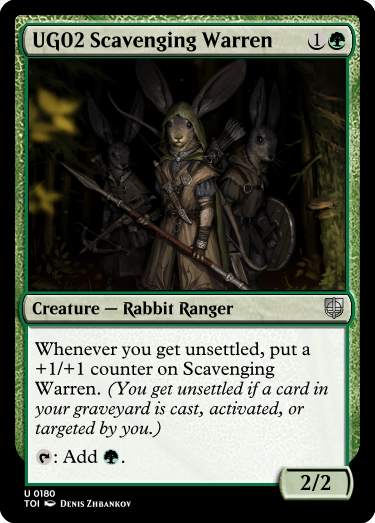 UG02 Scavenging Warren 1
Creature — Rabbit Ranger
Whenever you get unsettled, put a
+1/+1 counter on Scavenging
Warren. (You get unsettled if a card in
your graveyard is cast, activated, or
targeted by you.)
: Add .
2/2
U 0180
TOI Denis Zhbankov